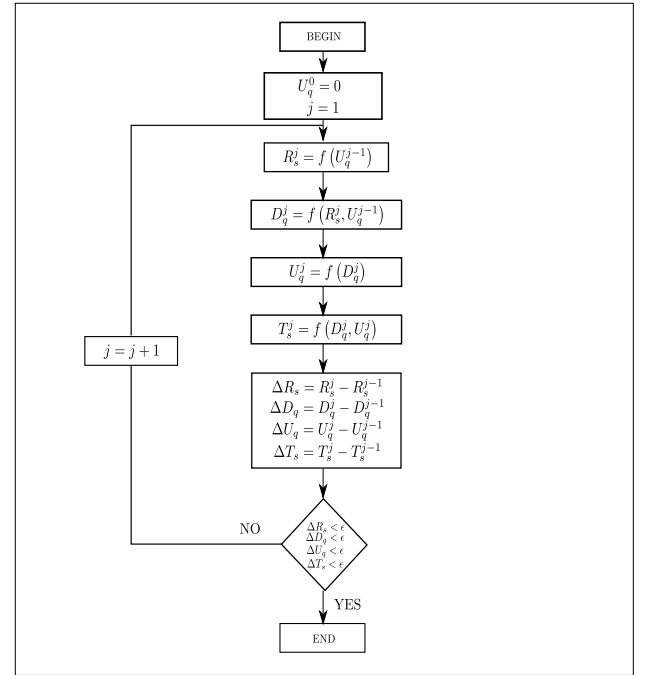 BEGIN
U_q^0 = 0
j = 1
R_s^j = f (U_q^{j-1})
D_q^j = f (R_s^j, U_q^{j-1})
U_q^j = f (D_q^j)
T_s^j = f (D_q^j, U_q^j)
j = j + 1
ΔR_s = R_s^j − R_s^{j-1}
ΔD_q = D_q^j − D_q^{j-1}
ΔU_q = U_q^j − U_q^{j-1}
ΔT_s = T_s^j − T_s^{j-1}
NO
ΔR_s < ϵ
ΔD_q < ϵ
ΔU_q < ϵ
ΔT_s < ϵ
YES
END